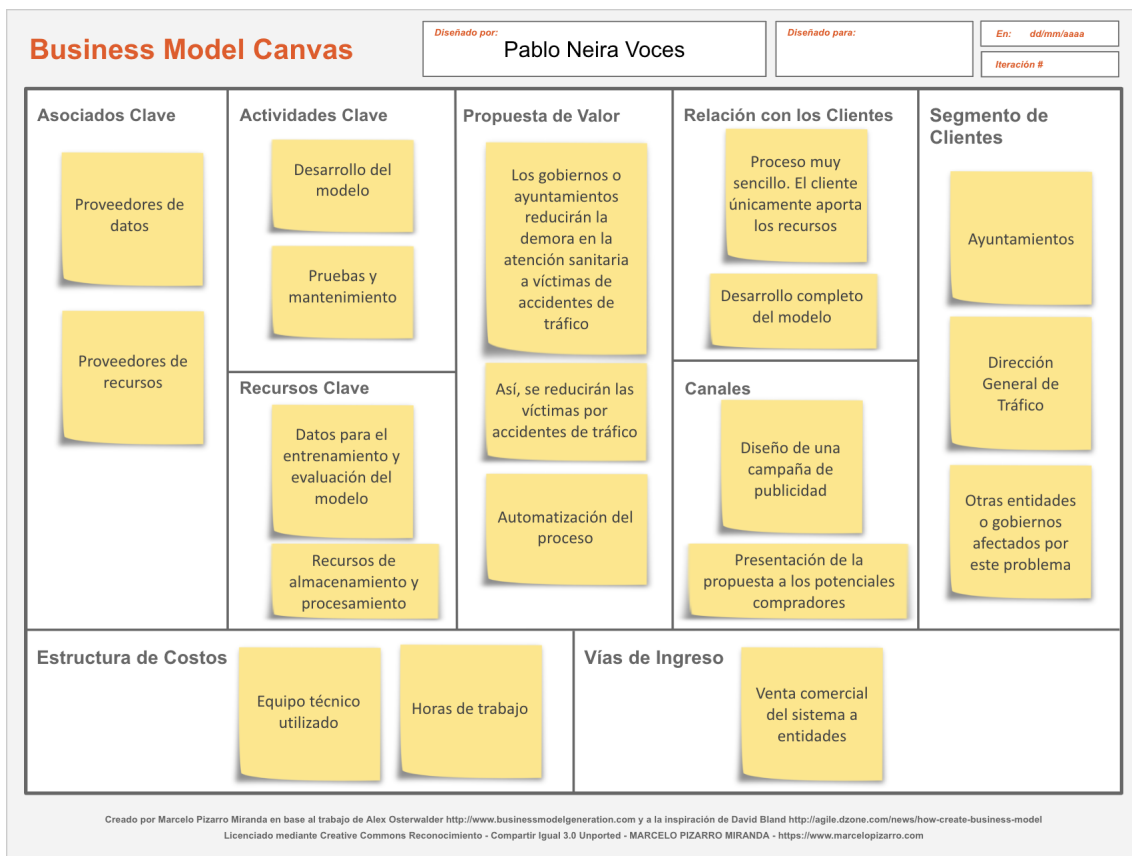 Business Model Canvas
Diseñado por:
Pablo Neira Voces
Diseñado para:
En: dd/mm/aaaa
Iteración #
Asociados Clave
Proveedores de
datos
Proveedores de
recursos
Actividades Clave
Desarrollo del
modelo
Pruebas y
mantenimiento
Recursos Clave
Datos para el
entrenamiento y
evaluación del
modelo
Recursos de
almacenamiento y
procesamiento
Propuesta de Valor
Los gobiernos o
ayuntamientos
reducirán la
demora en la
atención sanitaria
a víctimas de
accidentes de
tráfico
Así, se reducirán las
víctimas por
accidentes de tráfico
Automatización del
proceso
Relación con los Clientes
Proceso muy
sencillo. El cliente
únicamente aporta
los recursos
Desarrollo completo
del modelo
Canales
Diseño de una
campaña de
publicidad
Presentación de la
propuesta a los potenciales
compradores
Segmento de
Clientes
Ayuntamientos
Dirección
General de
Tráfico
Otras entidades
o gobiernos
afectados por
este problema
Estructura de Costos
Equipo técnico
utilizado
Horas de trabajo
Vías de Ingreso
Venta comercial
del sistema a
entidades
Creado por Marcelo Pizarro Miranda en base al trabajo de Alex Osterwalder http://www.businessmodelgeneration.com y a la inspiración de David Bland http://agile.dzone.com/news/how-create-business-model
Licenciado mediante Creative Commons Reconocimiento - Compartir Igual 3.0 Unported - MARCELO PIZARRO MIRANDA - https://www.marcelopizarro.com